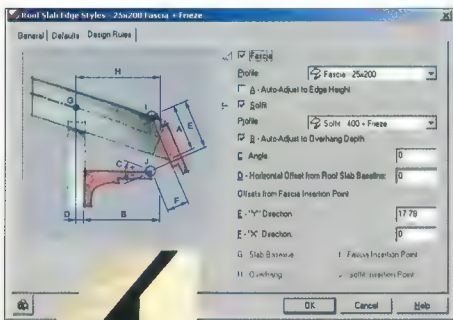 Roof Slab Edge Styles - 25x200 Fascia + Frieze
General
Defaults
Design Rules
Fascia
Profile
Fascia 25x200
A - Auto-Adjust to Edge Height
Soffit
Profile
Soffit 400 + Frieze
B - Auto-Adjust to Overhang Depth
C Angle
0
D - Horizontal Offset from Roof Slab Baseline:
0
Offsets from Fascia Insertion Point
E - "Y" Direction
17.78
F - "X" Direction
0
G Slab Baseline
I Fascia Insertion Point
H Overhang
J Soffit Insertion Point
H
G
I
A
E
C
J
F
D
B
OK
Cancel
Help